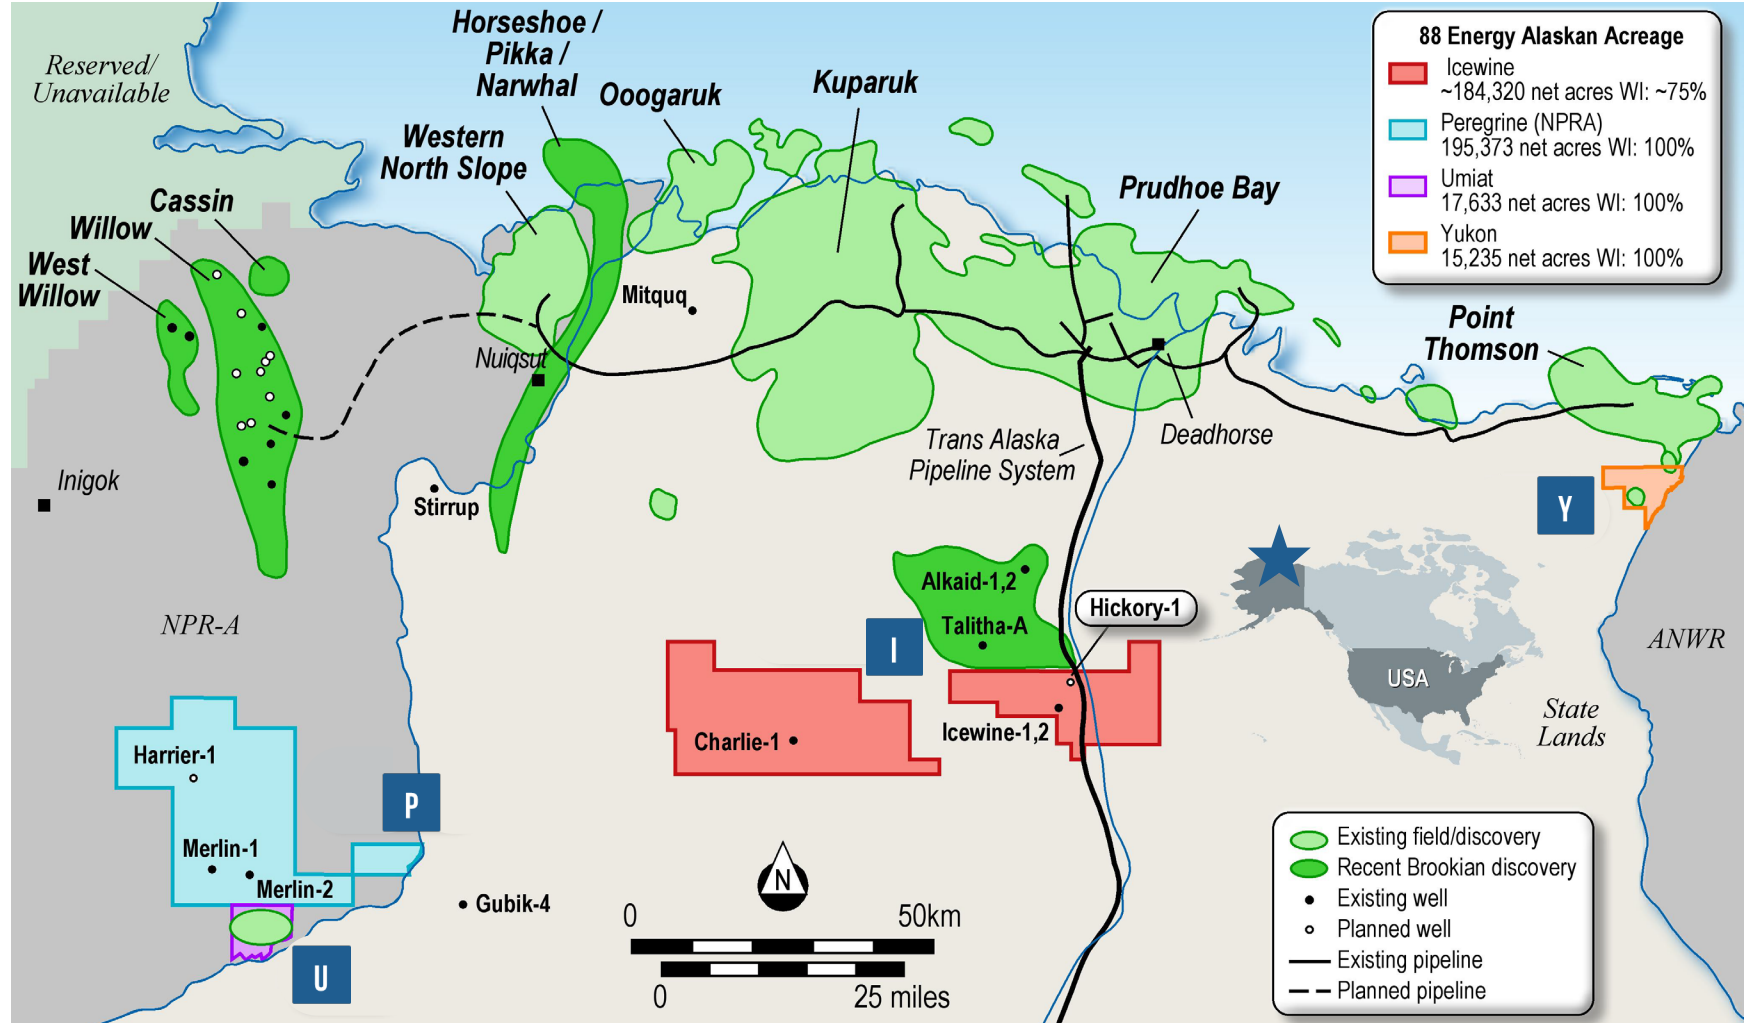 Reserved/
Unavailable
Horseshoe /
Pikka /
Narwhal
Ooogaruk
Kuparuk
Western
North Slope
Cassin
Willow
West
Willow
Prudhoe Bay
Point
Thomson
88 Energy Alaskan Acreage
Icewine
~184,320 net acres WI: ~75%
Peregrine (NPRA)
195,373 net acres WI: 100%
Umiat
17,633 net acres WI: 100%
Yukon
15,235 net acres WI: 100%
Mitquq
Nuiqsut
Inigok
Stirrup
Trans Alaska
Pipeline System
Deadhorse
Y
NPR-A
Alkaid-1,2
Talitha-A
Hickory-1
I
ANWR
USA
State
Lands
Charlie-1
Icewine-1,2
Harrier-1
P
Merlin-1
Merlin-2
Gubik-4
U
N
0
50km
0
25 miles
Existing field/discovery
Recent Brookian discovery
Existing well
Planned well
Existing pipeline
Planned pipeline